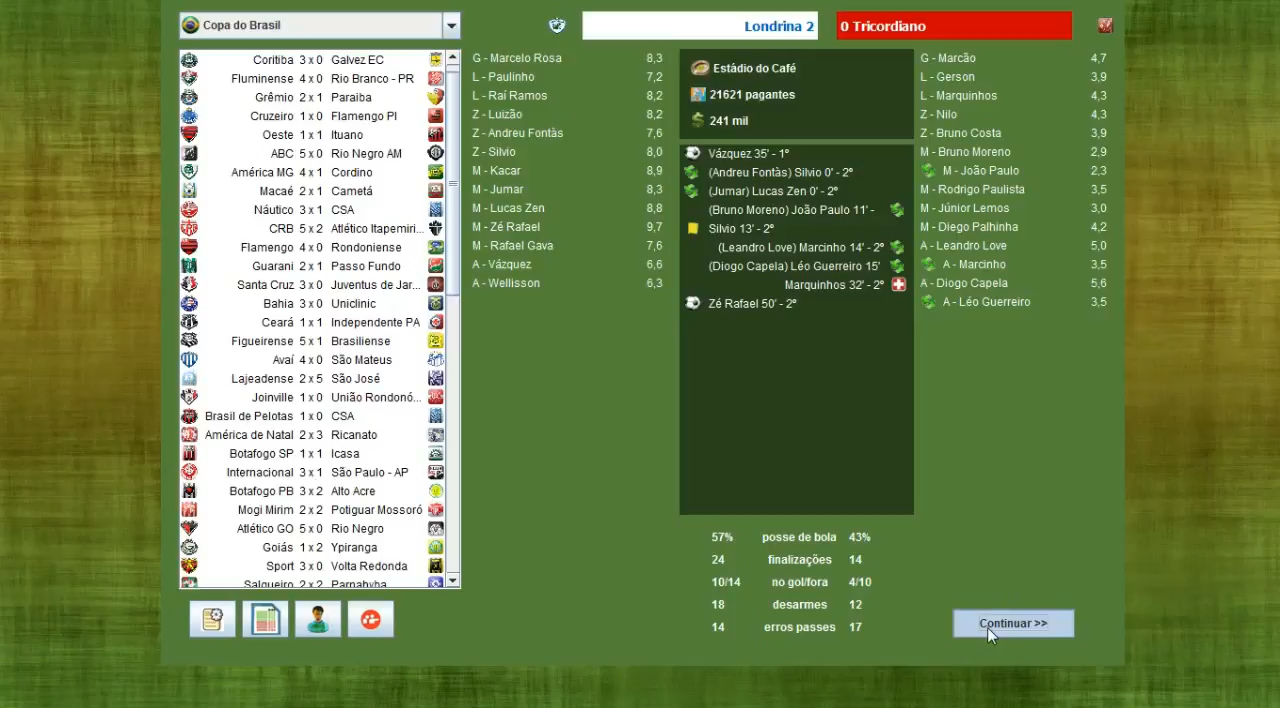 Copa do Brasil
Londrina 2
0 Tricordiano
Coritiba 3 x 0 Galvez EC
Fluminense 4 x 0 Rio Branco - PR
Grêmio 2 x 1 Paraiba
Cruzeiro 1 x 0 Flamengo PI
Oeste 1 x 1 Ituano
ABC 5 x 0 Rio Negro AM
América MG 4 x 1 Cordino
Macaé 2 x 1 Cametá
Náutico 3 x 1 CSA
CRB 5 x 2 Atlético Itapemiri...
Flamengo 4 x 0 Rondoniense
Guarani 2 x 1 Passo Fundo
Santa Cruz 3 x 0 Juventus de Jar...
Bahia 3 x 0 Uniclinic
Ceará 1 x 1 Independente PA
Figueirense 5 x 1 Brasiliense
Avaí 4 x 0 São Mateus
Lajeadense 2 x 5 São José
Joinville 1 x 0 União Rondonó...
Brasil de Pelotas 1 x 0 CSA
América de Natal 2 x 3 Ricanato
Botafogo SP 1 x 1 Icasa
Internacional 3 x 1 São Paulo - AP
Botafogo PB 3 x 2 Alto Acre
Mogi Mirim 2 x 2 Potiguar Mossoró
Atlético GO 5 x 0 Rio Negro
Goiás 1 x 2 Ypiranga
Sport 3 x 0 Volta Redonda
Salgueiro 2 x 2 Parnahyba
G - Marcelo Rosa 8,3
L - Paulinho 7,2
L - Raí Ramos 8,2
Z - Luizão 8,2
Z - Andreu Fontàs 7,6
Z - Silvio 8,0
M - Kacar 8,9
M - Jumar 8,3
M - Lucas Zen 8,8
M - Zé Rafael 9,7
M - Rafael Gava 7,6
A - Vázquez 6,6
A - Wellisson 6,3
Estádio do Café
21621 pagantes
241 mil
Vázquez 35' - 1º
(Andreu Fontàs) Silvio 0' - 2º
(Jumar) Lucas Zen 0' - 2º
(Bruno Moreno) João Paulo 11' -
Silvio 13' - 2º
(Leandro Love) Marcinho 14' - 2º
(Diogo Capela) Léo Guerreiro 15'
Marquinhos 32' - 2º
Zé Rafael 50' - 2º
57% posse de bola 43%
24 finalizações 14
10/14 no gol/fora 4/10
18 desarmes 12
14 erros passes 17
G - Marcão 4,7
L - Gerson 3,9
L - Marquinhos 4,3
Z - Nilo 4,3
Z - Bruno Costa 3,9
M - Bruno Moreno 2,9
M - João Paulo 2,3
M - Rodrigo Paulista 3,5
M - Júnior Lemos 3,0
M - Diego Palhinha 4,2
A - Leandro Love 5,0
A - Marcinho 3,5
A - Diogo Capela 5,6
A - Léo Guerreiro 3,5
Continuar >>